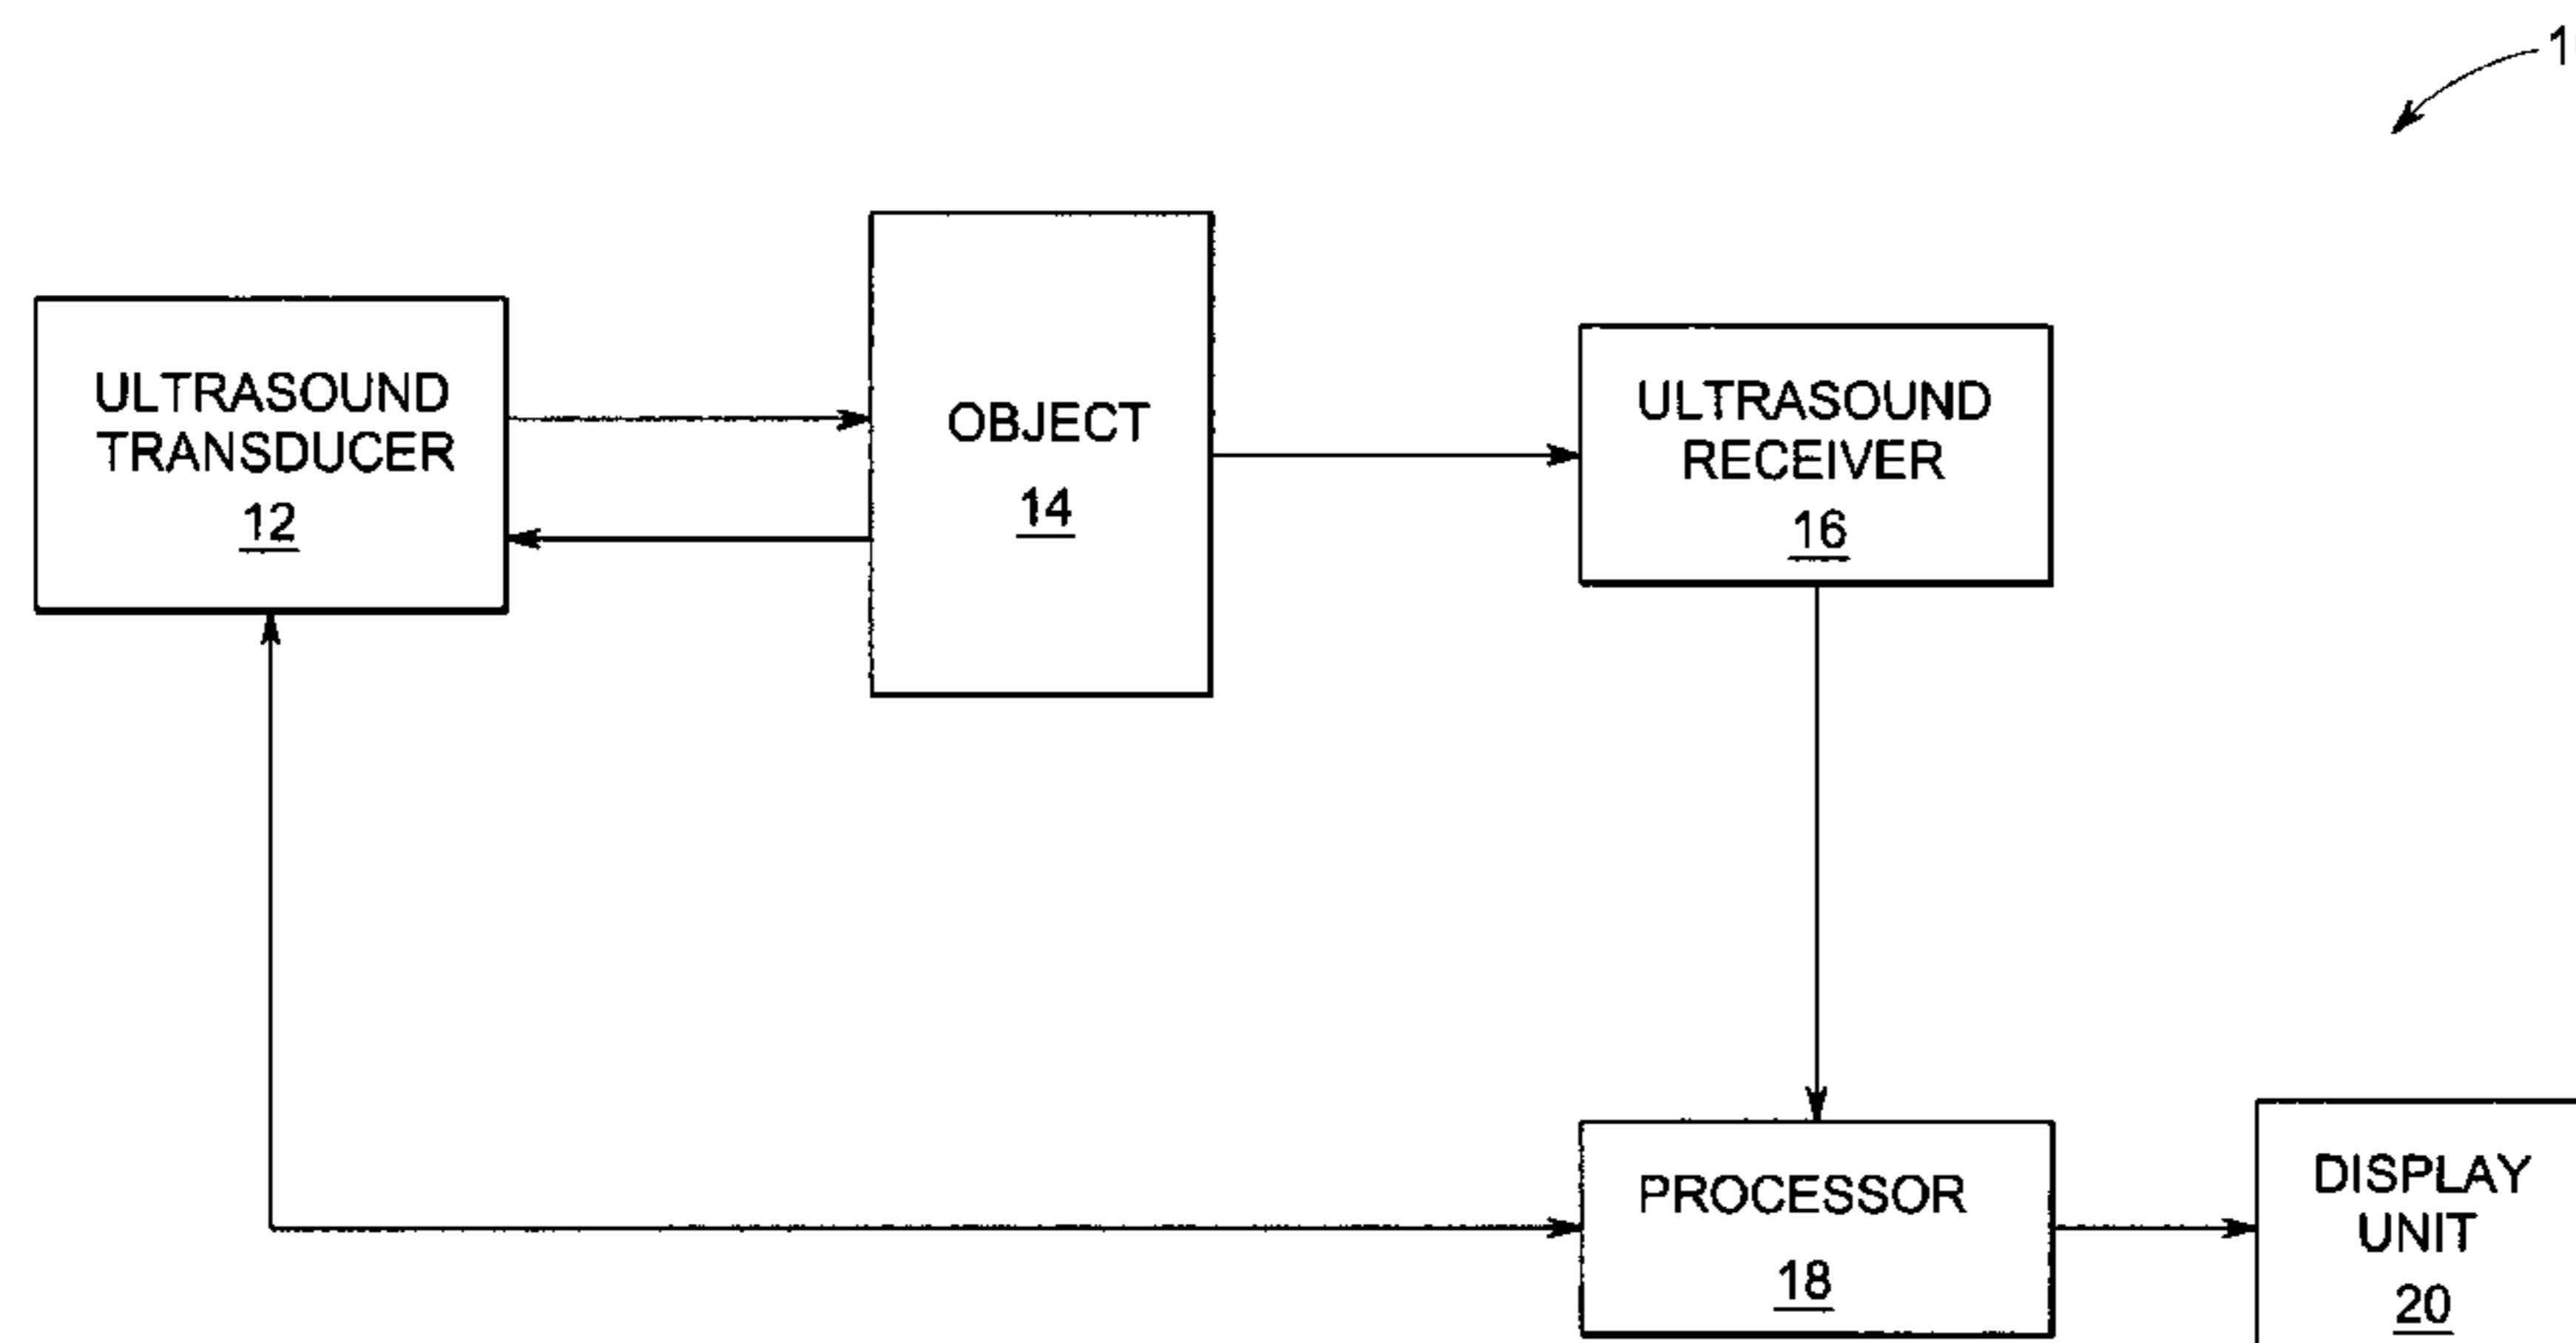 1
ULTRASOUND
TRANSDUCER
12
OBJECT
14
ULTRASOUND
RECEIVER
16
PROCESSOR
18
DISPLAY
UNIT
20